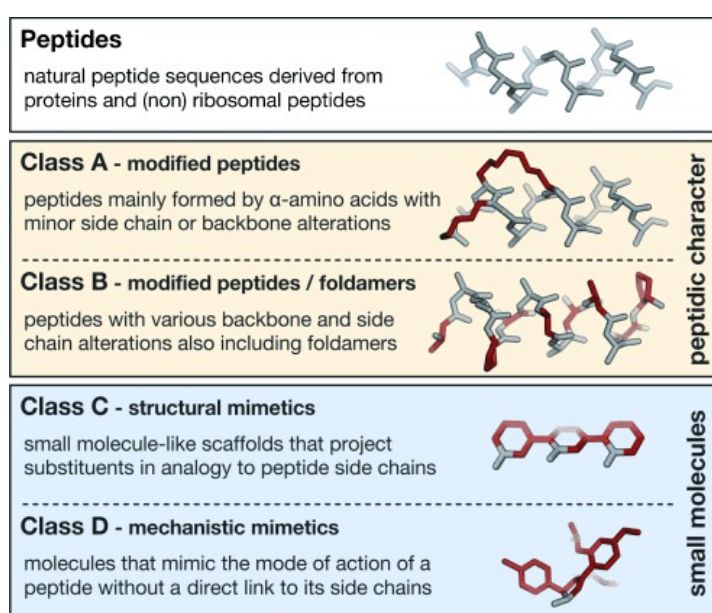 Peptides
natural peptide sequences derived from
proteins and (non) ribosomal peptides
Class A - modified peptides
peptides mainly formed by α-amino acids with
minor side chain or backbone alterations
Class B - modified peptides / foldamers
peptides with various backbone and side
chain alterations also including foldamers
peptidic character
Class C - structural mimetics
small molecule-like scaffolds that project
substituents in analogy to peptide side chains
Class D - mechanistic mimetics
molecules that mimic the mode of action of a
peptide without a direct link to its side chains
small molecules